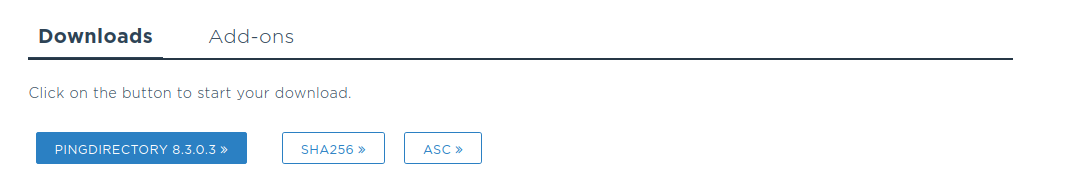 Downloads Add-ons
Click on the button to start your download.
PINGDIRECTORY 8.3.0.3 » SHA256 » ASC »